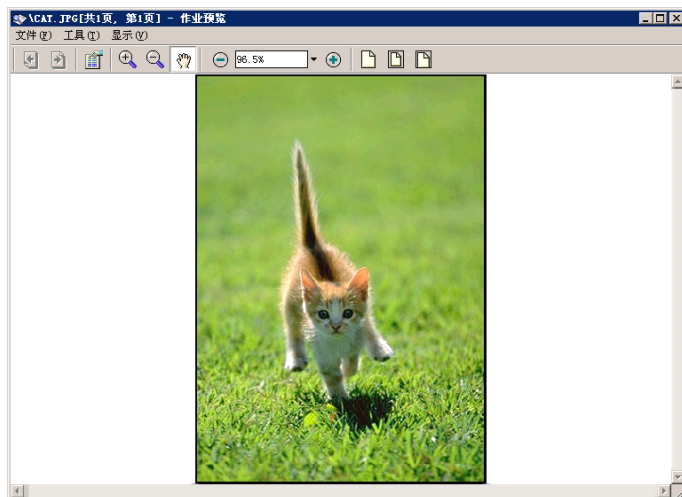 \CAT.JPG[共1页, 第1页] - 作业预览
文件(F) 工具(T) 显示(V)
96.5%